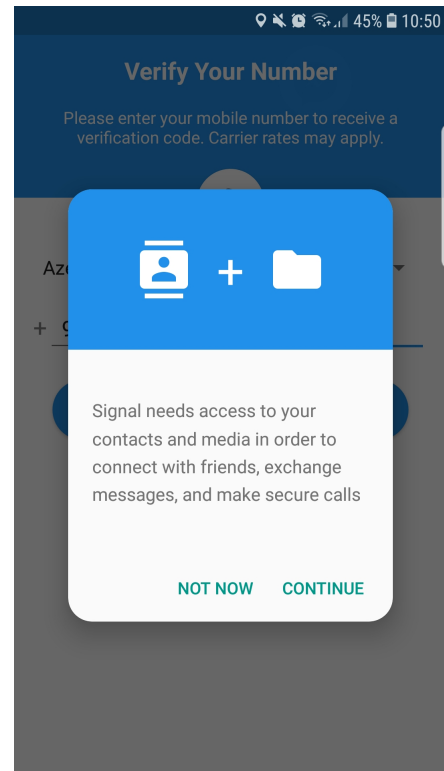 45% 10:50
Verify Your Number
Please enter your mobile number to receive a
verification code. Carrier rates may apply.
+
Signal needs access to your
contacts and media in order to
connect with friends, exchange
messages, and make secure calls
NOT NOW CONTINUE